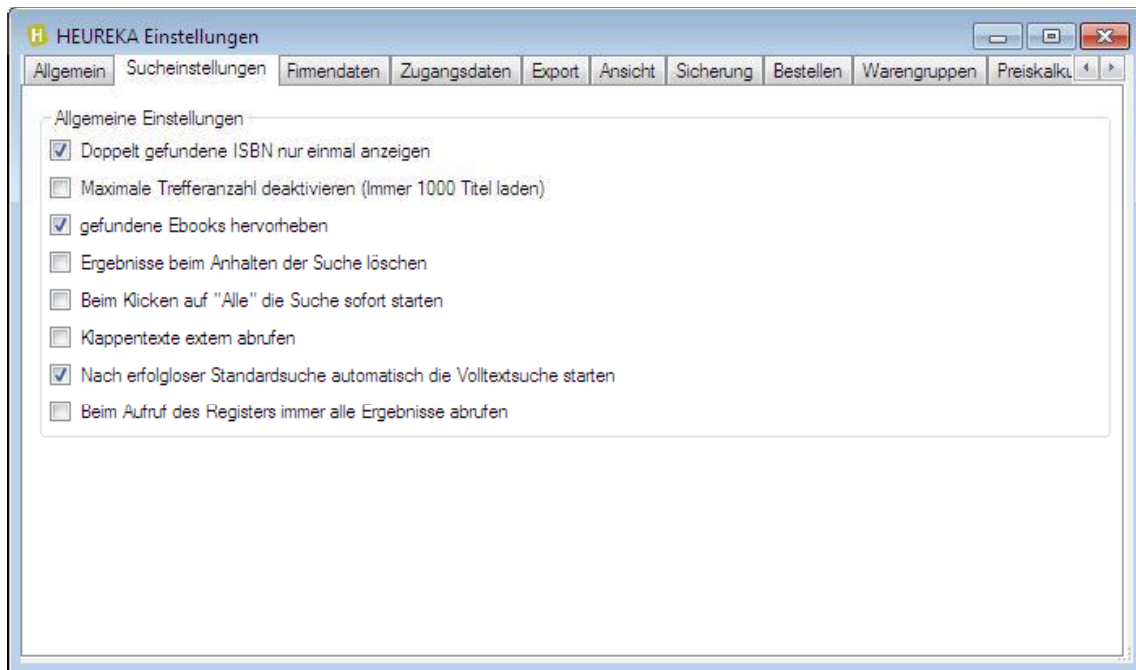 HEUREKA Einstellungen
Allgemein Sucheinstellungen Firmendaten Zugangsdaten Export Ansicht Sicherung Bestellen Warengruppen Preiskalku
Allgemeine Einstellungen
Doppelt gefundene ISBN nur einmal anzeigen
Maximale Trefferanzahl deaktivieren (Immer 1000 Titel laden)
gefundene Ebooks hervorheben
Ergebnisse beim Anhalten der Suche löschen
Beim Klicken auf "Alle" die Suche sofort starten
Klappentexte extern abrufen
Nach erfolgloser Standardsuche automatisch die Volltextsuche starten
Beim Aufruf des Registers immer alle Ergebnisse abrufen